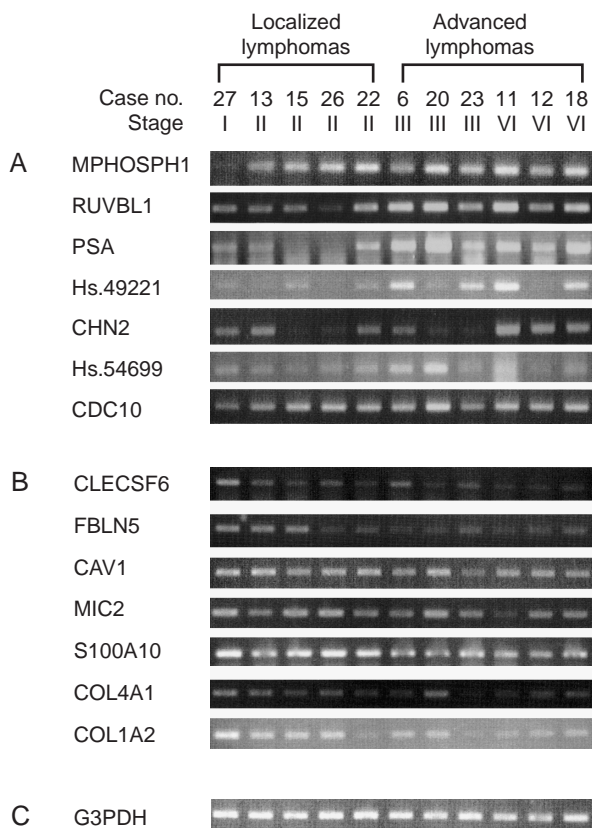 Localized Advanced
lymphomas lymphomas
Case no. 27 13 15 26 22 6 20 23 11 12 18
Stage I II II II II III III III VI VI VI
A MPHOSPH1
RUVBL1
PSA
Hs.49221
CHN2
Hs.54699
CDC10
B CLECSF6
FBLN5
CAV1
MIC2
S100A10
COL4A1
COL1A2
C G3PDH